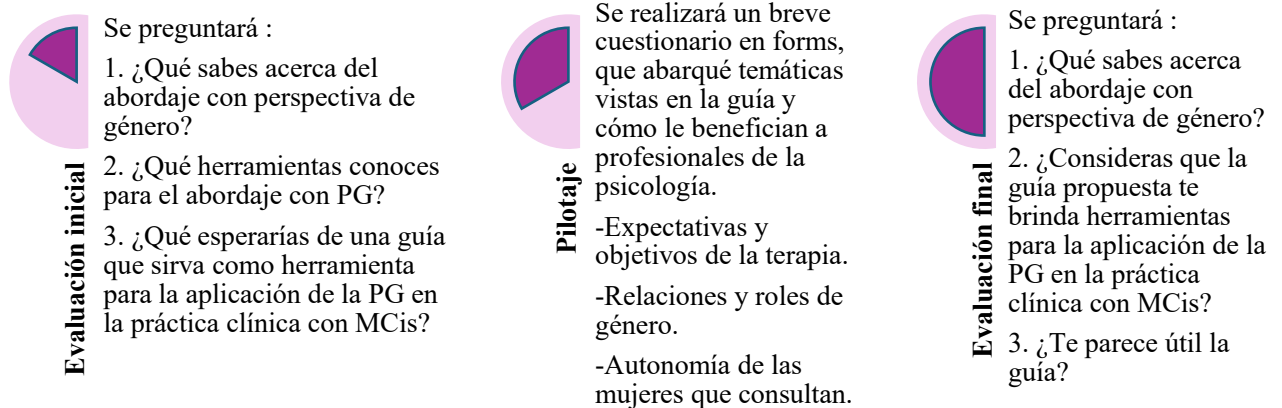 Evaluación inicial
Se preguntará :
1. ¿Qué sabes acerca del
abordaje con perspectiva de
género?
2. ¿Qué herramientas conoces
para el abordaje con PG?
3. ¿Qué esperarías de una guía
que sirva como herramienta
para la aplicación de la PG en
la práctica clínica con MCis?
Pilotaje
Se realizará un breve
cuestionario en forms,
que abarqué temáticas
vistas en la guía y
cómo le benefician a
profesionales de la
psicología.
-Expectativas y
objetivos de la terapia.
-Relaciones y roles de
género.
-Autonomía de las
mujeres que consultan.
Evaluación final
Se preguntará :
1. ¿Qué sabes acerca
del abordaje con
perspectiva de género?
2. ¿Consideras que la
guía propuesta te
brinda herramientas
para la aplicación de la
PG en la práctica
clínica con MCis?
3. ¿Te parece útil la
guía?